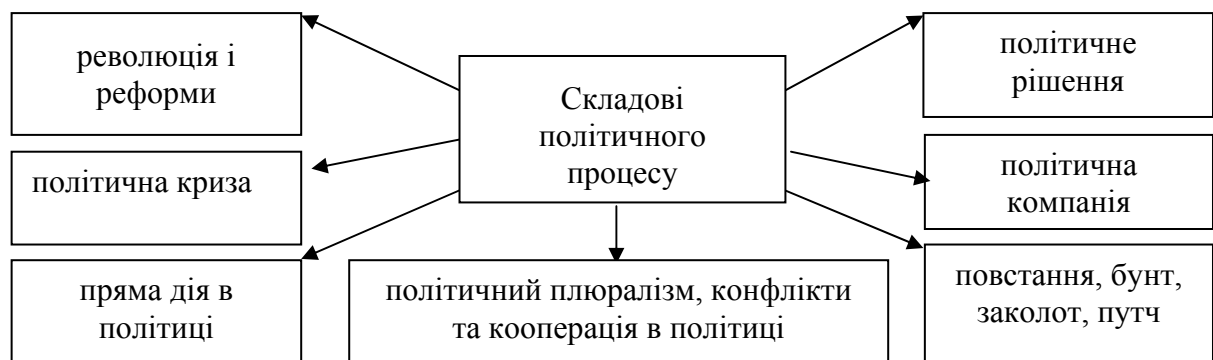 революція і
реформи
Складові
політичного
процесу
політичне
рішення
політична криза
політична
компанія
пряма дія в
політиці
політичний плюралізм, конфлікти
та кооперація в політиці
повстання, бунт,
заколот, путч